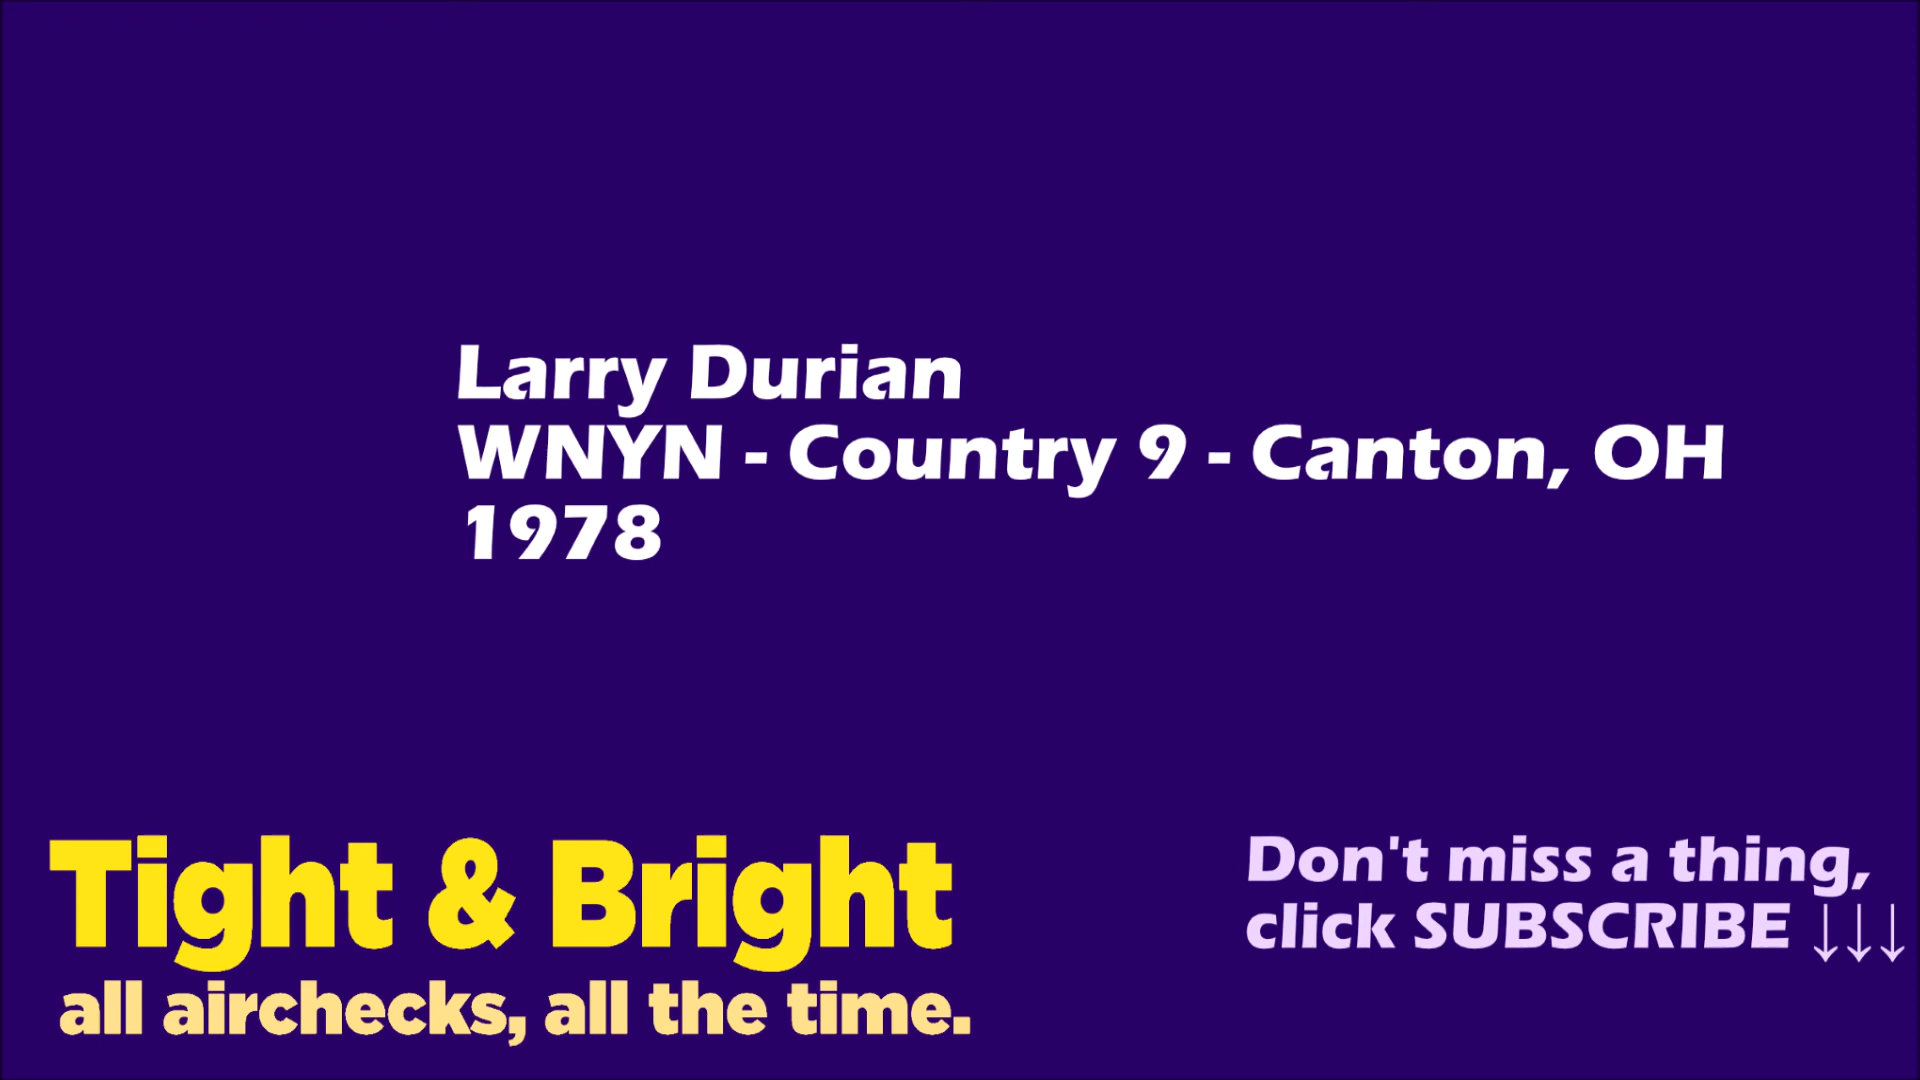 Larry Durian
WNYN - Country 9 - Canton, OH
1978
Tight & Bright
all airchecks, all the time.
Don't miss a thing,
click SUBSCRIBE ↓↓↓